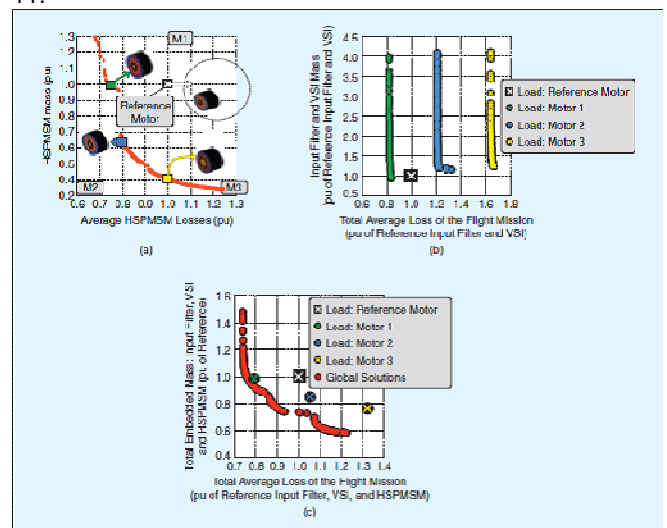 M1
HSPMSM mass (pu)
1.3
1.2
1.1
1.0
0.9
0.8
0.7
0.6
0.5
0.4
Reference
Motor
M2
M3
0.6 0.7 0.8 0.9 1.0 1.1 1.2 1.3
Average HSPMSM Losses (pu)
(a)
Input Filter and VSI Mass
(pu of Reference Input Filter and VSI)
4.5
4.0
3.5
3.0
2.5
2.0
1.5
1.0
0.5
0.6 0.8 1.0 1.2 1.4 1.6 1.8
Total Average Loss of the Flight Mission
(pu of Reference Input Filter and VSI)
(b)
Load: Reference Motor
Load: Motor 1
Load: Motor 2
Load: Motor 3
Total Embedded Mass: Input Filter, VSI
and HSPMSM (pu of Reference)
1.6
1.4
1.2
1.0
0.8
0.6
0.4
Load: Reference Motor
Load: Motor 1
Load: Motor 2
Load: Motor 3
Global Solutions
0.7 0.8 0.9 1.0 1.1 1.2 1.3 1.4
Total Average Loss of the Flight Mission
(pu of Reference Input Filter, VSI, and HSPMSM)
(c)